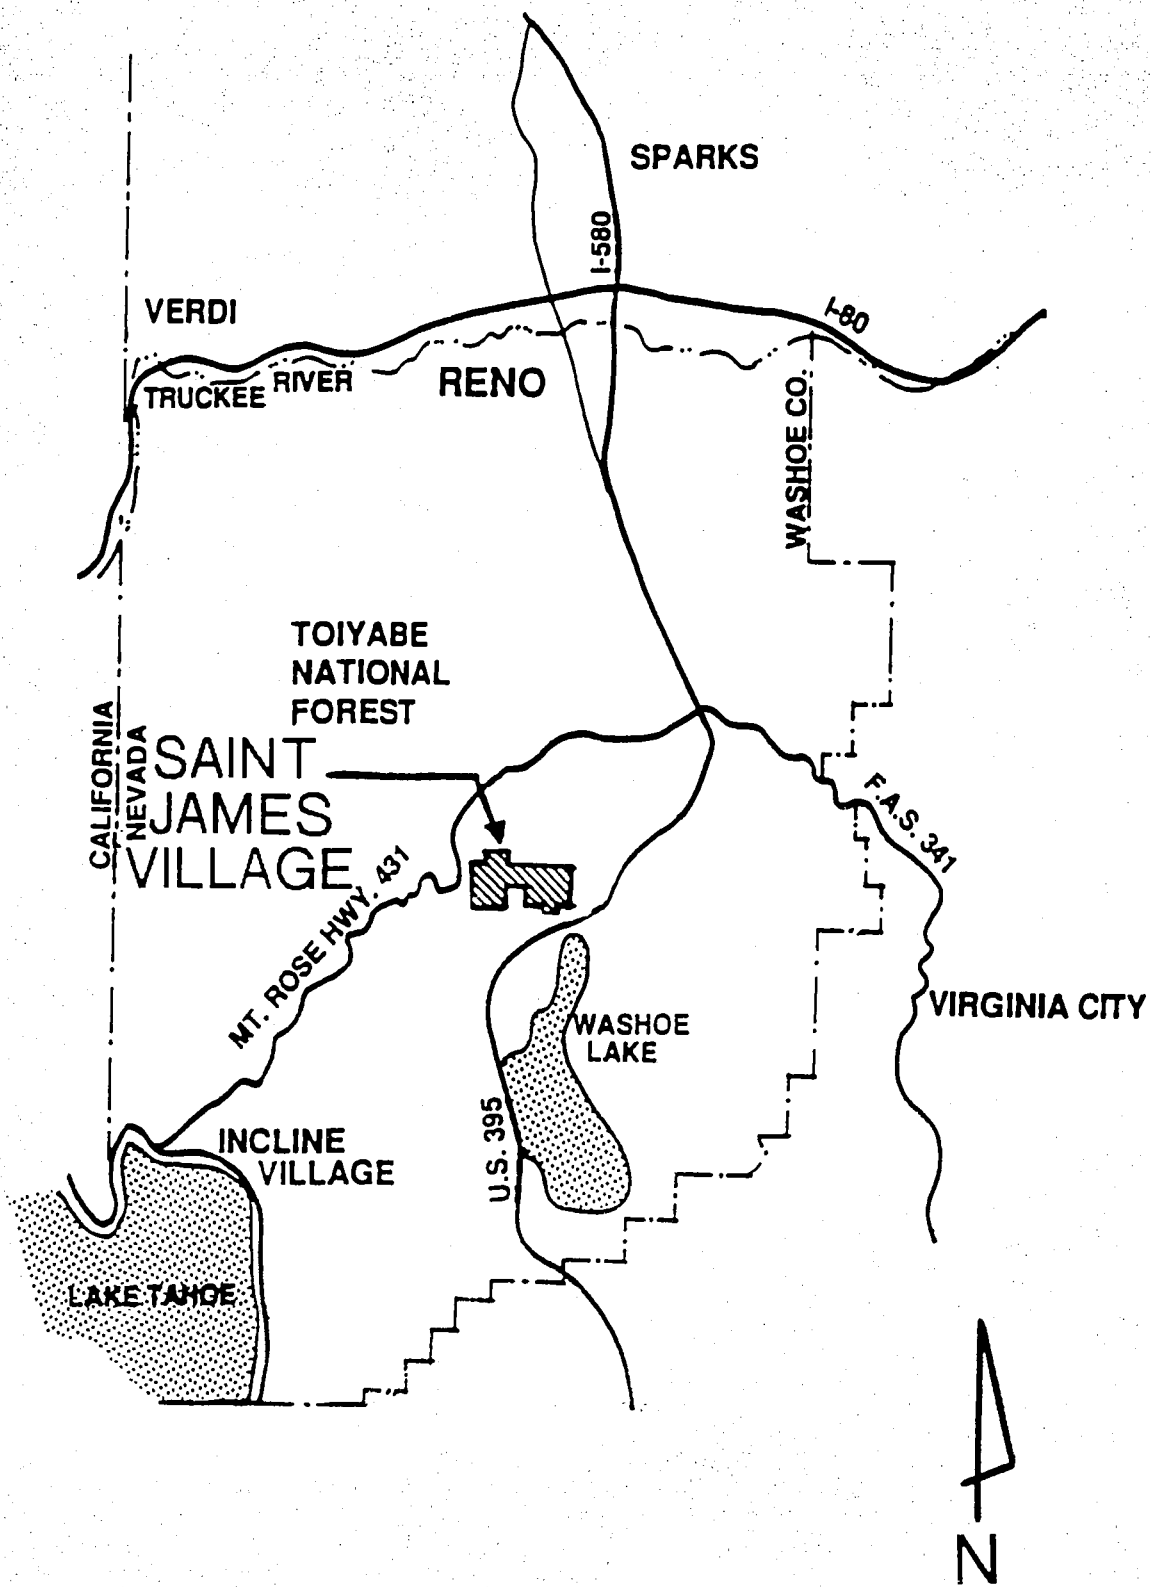 SPARKS
I-580
VERDI
I-80
TRUCKEE RIVER
RENO
WASHOE CO.
TOIYABE
NATIONAL
FOREST
CALIFORNIA
NEVADA
SAINT
JAMES
VILLAGE
F.A.S. 341
MT. ROSE HWY. 431
VIRGINIA CITY
WASHOE
LAKE
U.S. 395
INCLINE
VILLAGE
LAKE TAHOE
N